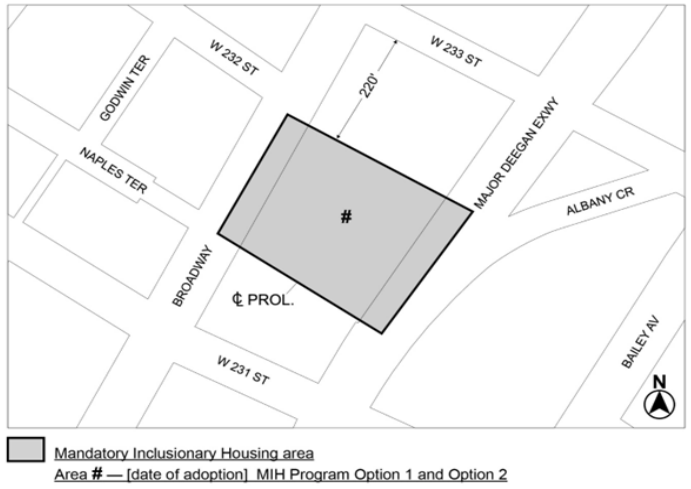 W 232 ST
W 233 ST
GODWIN TER
220'
NAPLES TER
MAJOR DEEGAN EXWY
ALBANY CR
#
BROADWAY
℄ PROL.
W 231 ST
BAILEY AV
N
Mandatory Inclusionary Housing area
Area # — [date of adoption] MIH Program Option 1 and Option 2